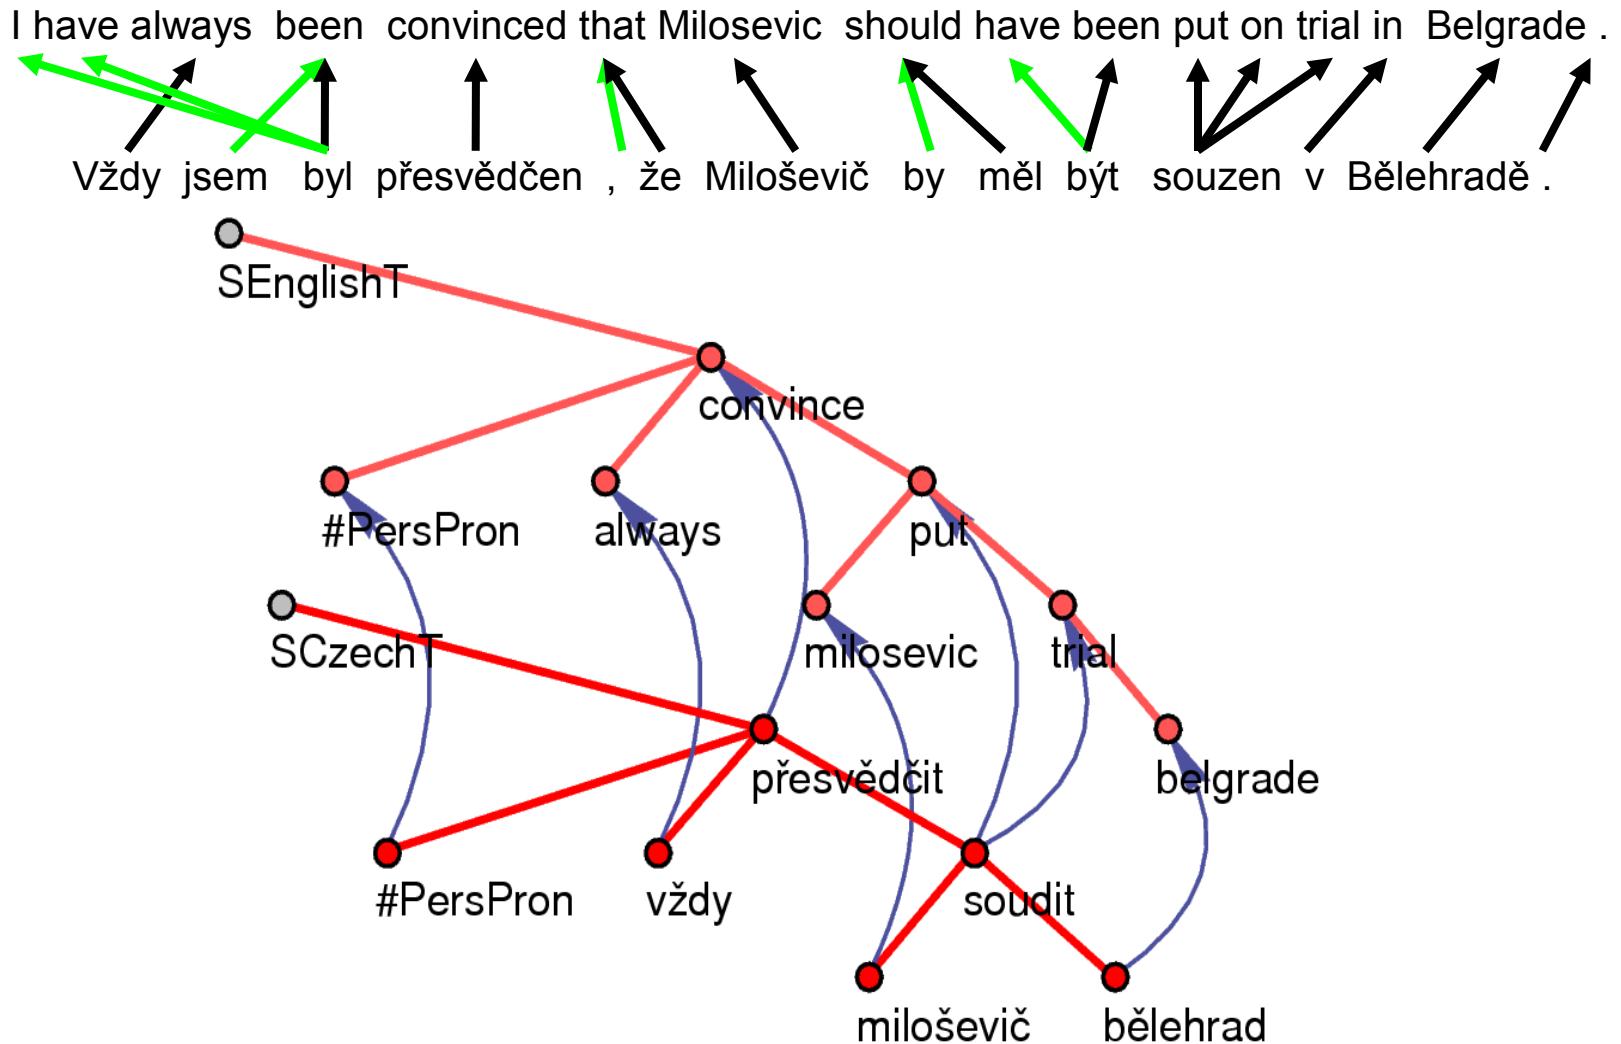 I have always been convinced that Milosevic should have been put on trial in Belgrade .
Vždy jsem byl přesvědčen , že Miloševič by měl být souzen v Bělehradě .
SEnglishT
convince
#PersPron always put
SCzechT milosevic trial
přesvědčit belgrade
#PersPron vždy soudit
miloševič bělehrad